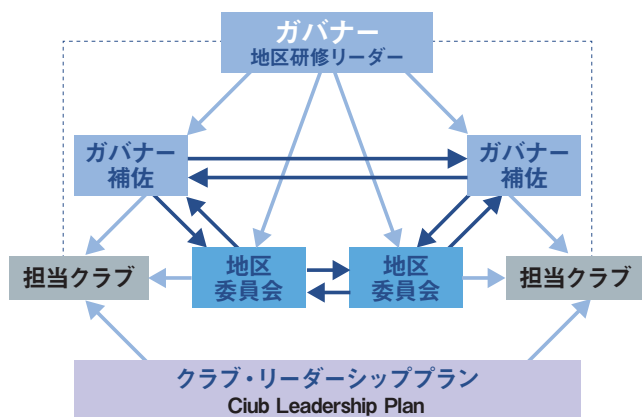 ガバナー
地区研修リーダー
ガバナー
補佐
ガバナー
補佐
担当クラブ
地区
委員会
地区
委員会
担当クラブ
クラブ・リーダーシッププラン
Ciub Leadership Plan